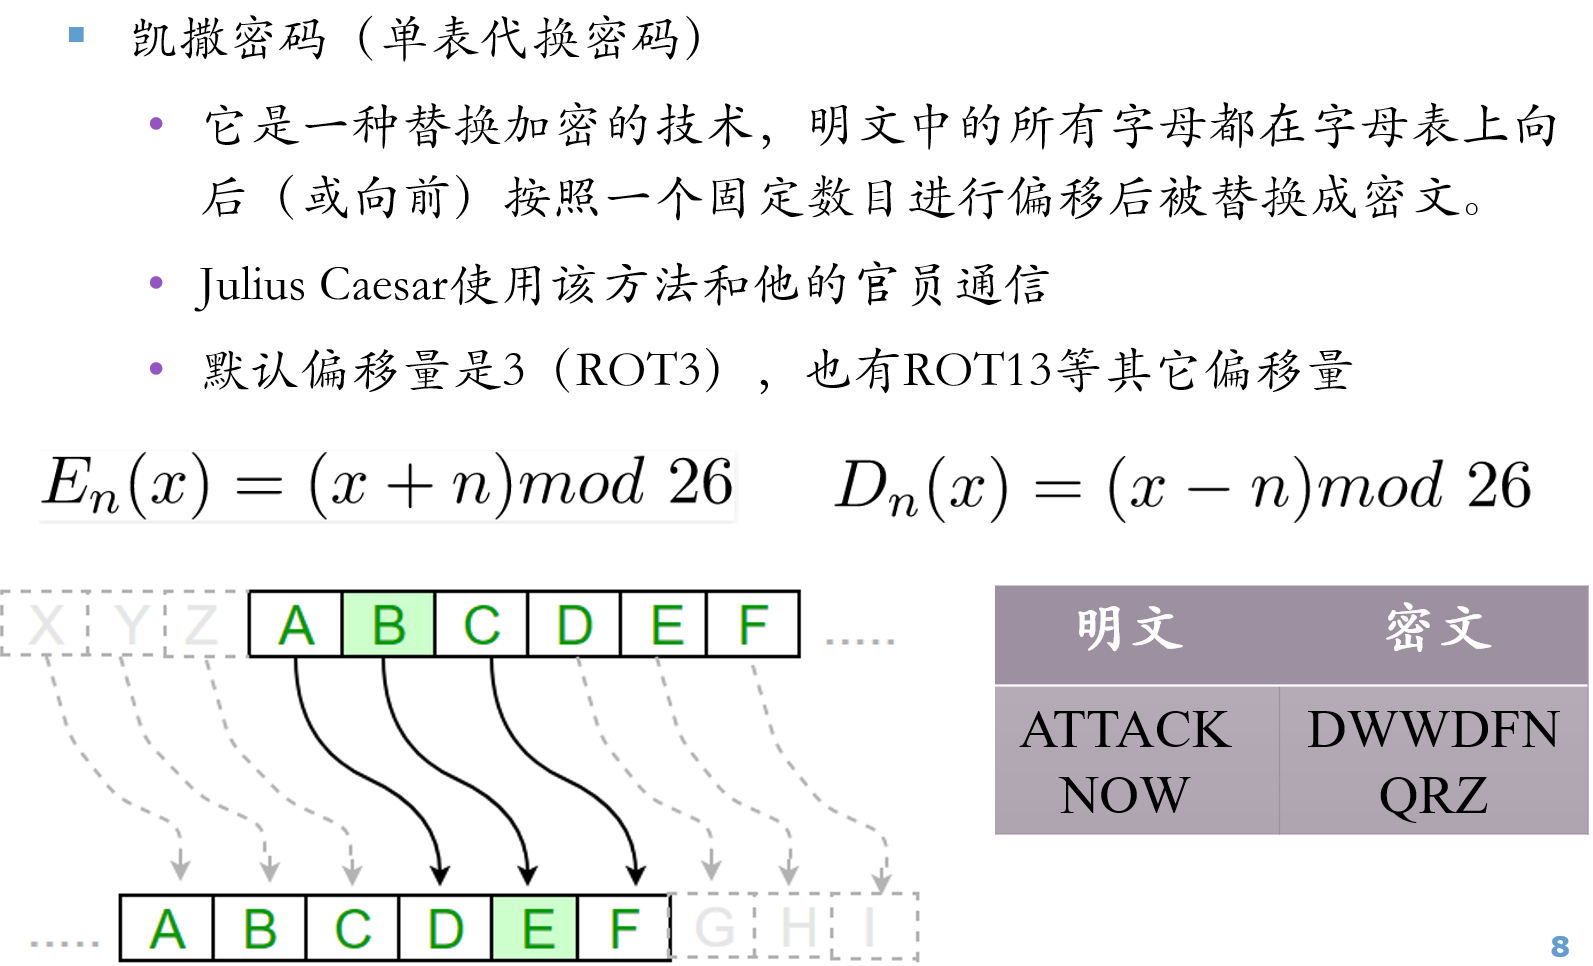 凯撒密码（单表代换密码）
它是一种替换加密的技术，明文中的所有字母都在字母表上向
后（或向前）按照一个固定数目进行偏移后被替换成密文。
Julius Caesar使用该方法和他的官员通信
默认偏移量是3（ROT3），也有ROT13等其它偏移量
E_n(x) = (x + n)mod 26
D_n(x) = (x − n)mod 26
X Y Z A B C D E F .....
..... A B C D E F G H I
明文 密文
ATTACK DWWDFN
NOW QRZ
8